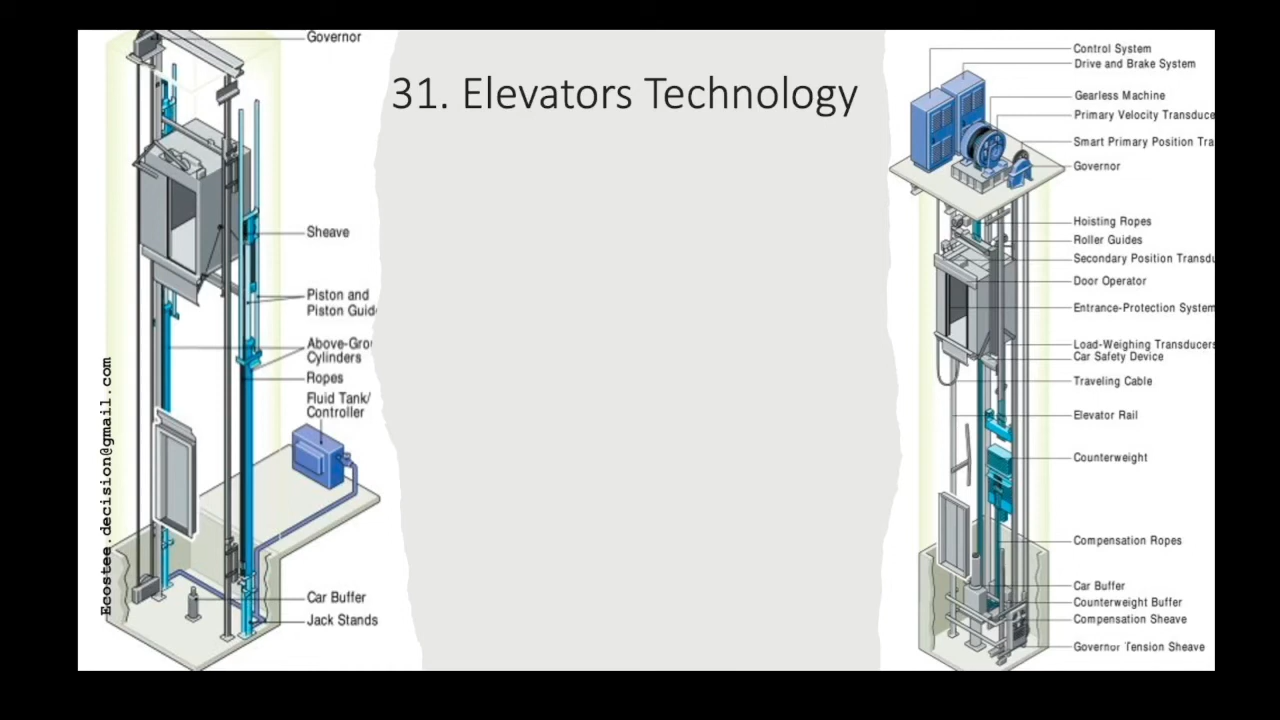 31. Elevators Technology
Governor
Sheave
Piston and
Piston Guid
Above-Gro
Cylinders
Ropes
Fluid Tank/
Controller
Car Buffer
Jack Stands
Ecostee.decision@gmail.com
Control System
Drive and Brake System
Gearless Machine
Primary Velocity Transduce
Smart Primary Position Tra
Governor
Hoisting Ropes
Roller Guides
Secondary Position Transdu
Door Operator
Entrance-Protection System
Load-Weighing Transducers
Car Safety Device
Traveling Cable
Elevator Rail
Counterweight
Compensation Ropes
Car Buffer
Counterweight Buffer
Compensation Sheave
Governor Tension Sheave